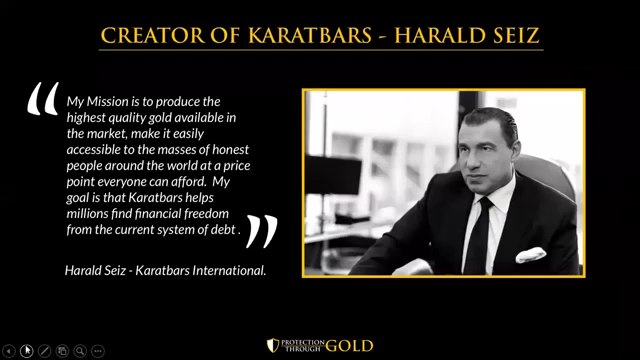 CREATOR OF KARATBARS - HARALD SEIZ
“
My Mission is to produce the
highest quality gold available in
the market, make it easily
accessible to the masses of honest
people around the world at a price
point everyone can afford. My
goal is that Karatbars helps
millions find financial freedom
from the current system of debt .
”
Harald Seiz - Karatbars International.
PROTECTION
THROUGH GOLD